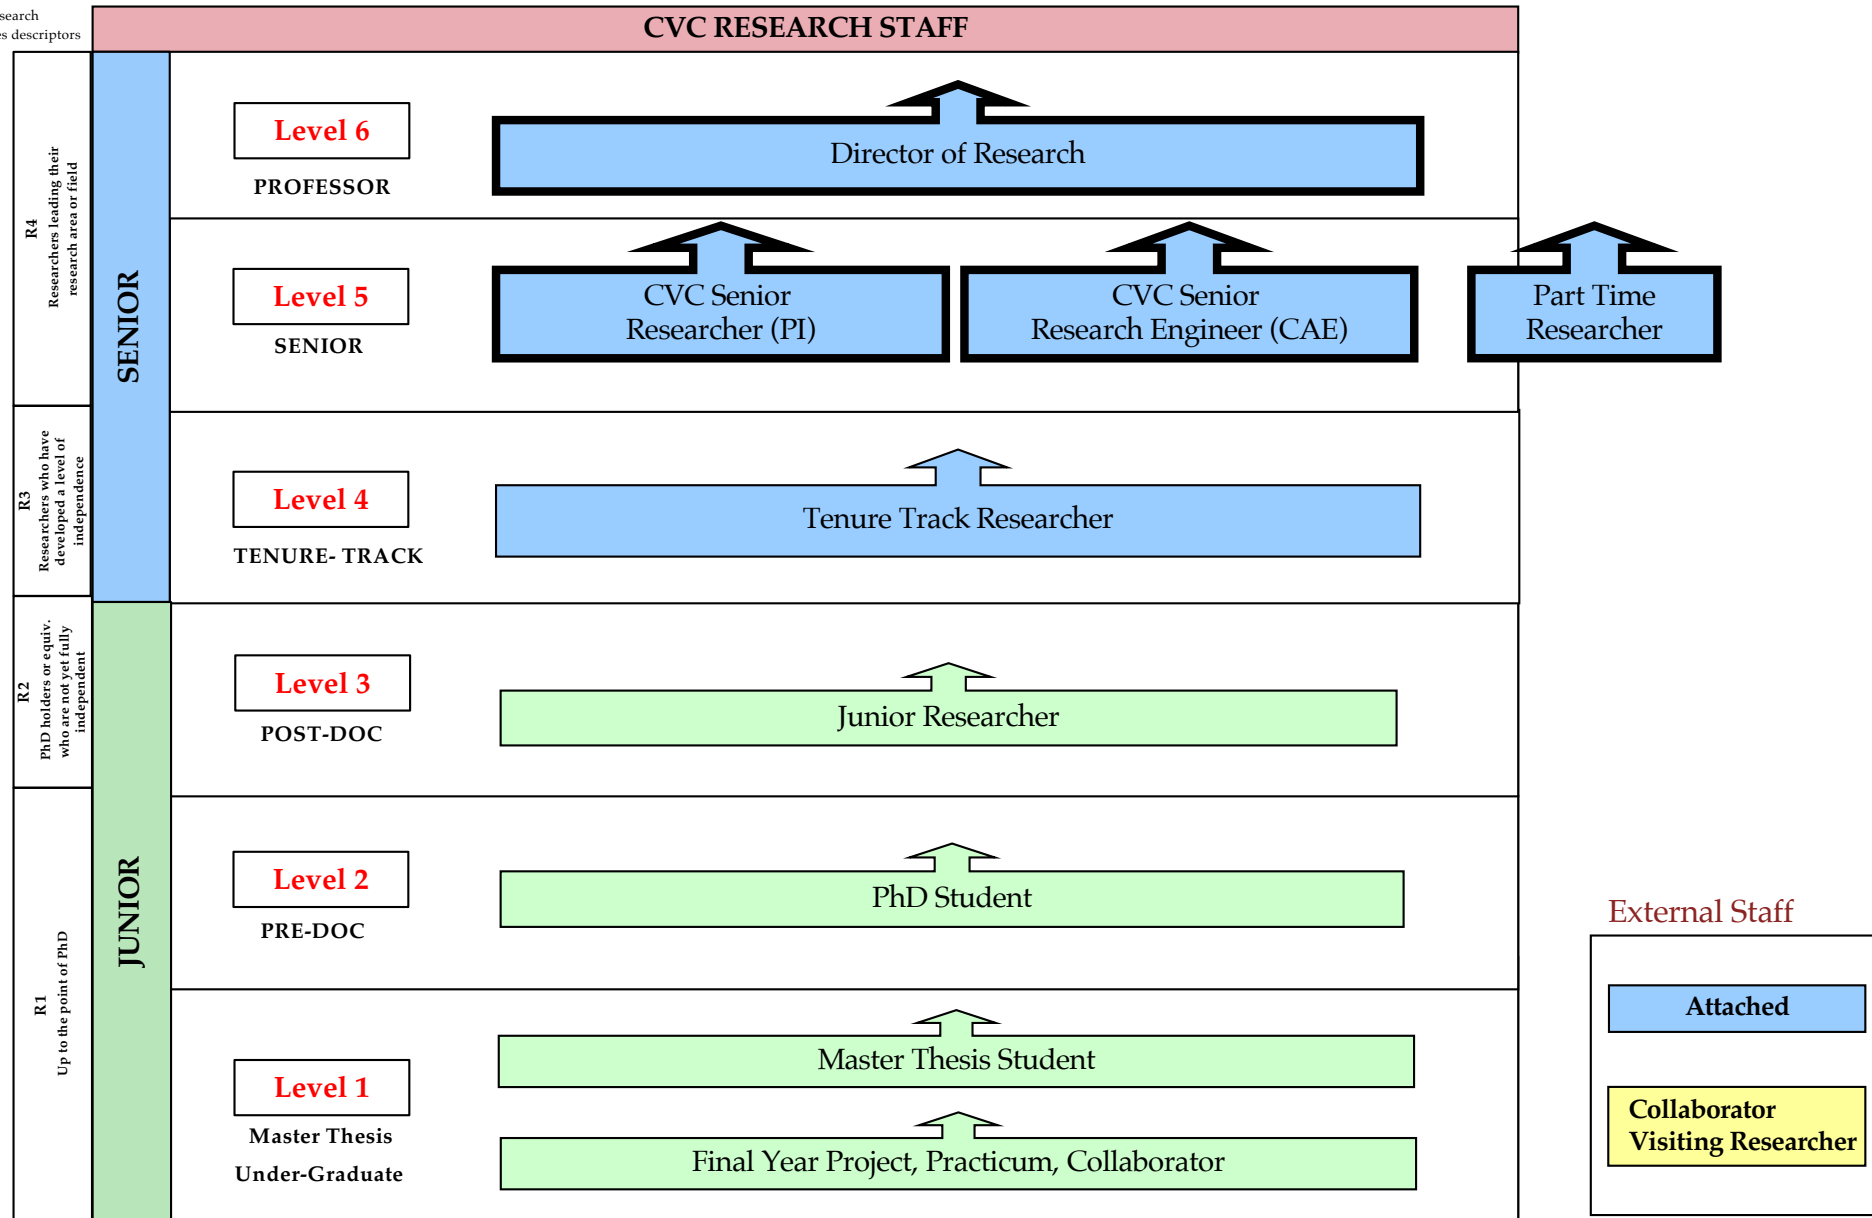 search
es descriptors
CVC RESEARCH STAFF
R4
Researchers leading their
research area or field
SENIOR
Level 6
PROFESSOR
Director of Research
Level 5
SENIOR
CVC Senior
Researcher (PI)
CVC Senior
Research Engineer (CAE)
Part Time
Researcher
R3
Researchers who have
developed a level of
independence
Level 4
TENURE- TRACK
Tenure Track Researcher
R2
PhD holders or equiv.
who are not yet fully
independent
JUNIOR
Level 3
POST-DOC
Junior Researcher
R1
Up to the point of PhD
Level 2
PRE-DOC
PhD Student
Level 1
Master Thesis
Under-Graduate
Master Thesis Student
Final Year Project, Practicum, Collaborator
External Staff
Attached
Collaborator
Visiting Researcher